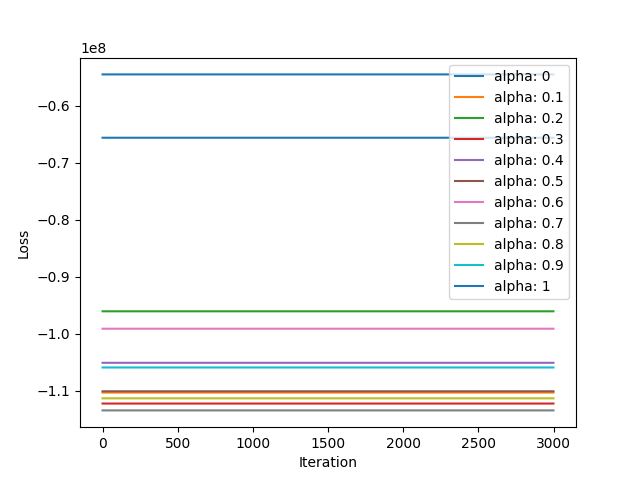 1e8
−0.6
−0.7
−0.8
−0.9
−1.0
−1.1
Loss
0
500
1000
1500
2000
2500
3000
Iteration
alpha: 0
alpha: 0.1
alpha: 0.2
alpha: 0.3
alpha: 0.4
alpha: 0.5
alpha: 0.6
alpha: 0.7
alpha: 0.8
alpha: 0.9
alpha: 1